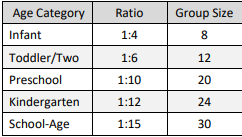 Age Category Ratio Group Size
Infant 1:4 8
Toddler/Two 1:6 12
Preschool 1:10 20
Kindergarten 1:12 24
School-Age 1:15 30